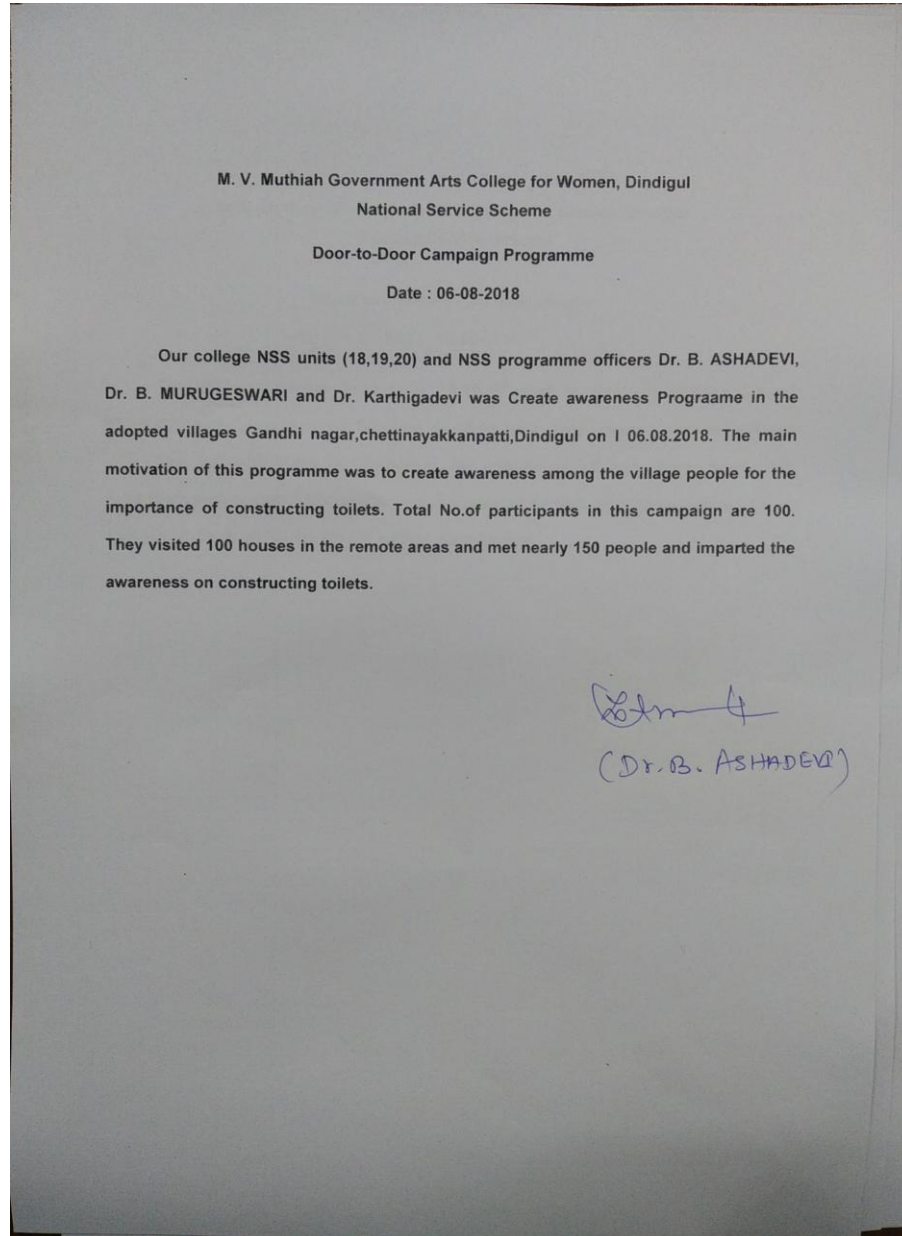 M. V. Muthiah Government Arts College for Women, Dindigul
National Service Scheme
Door-to-Door Campaign Programme
Date : 06-08-2018
Our college NSS units (18,19,20) and NSS programme officers Dr. B. ASHADEVI,
Dr. B. MURUGESWARI and Dr. Karthigadevi was Create awareness Prograame in the
adopted villages Gandhi nagar,chettinayakkanpatti,Dindigul on I 06.08.2018. The main
motivation of this programme was to create awareness among the village people for the
importance of constructing toilets. Total No.of participants in this campaign are 100.
They visited 100 houses in the remote areas and met nearly 150 people and imparted the
awareness on constructing toilets.
(Dr. B. ASHADEVI)